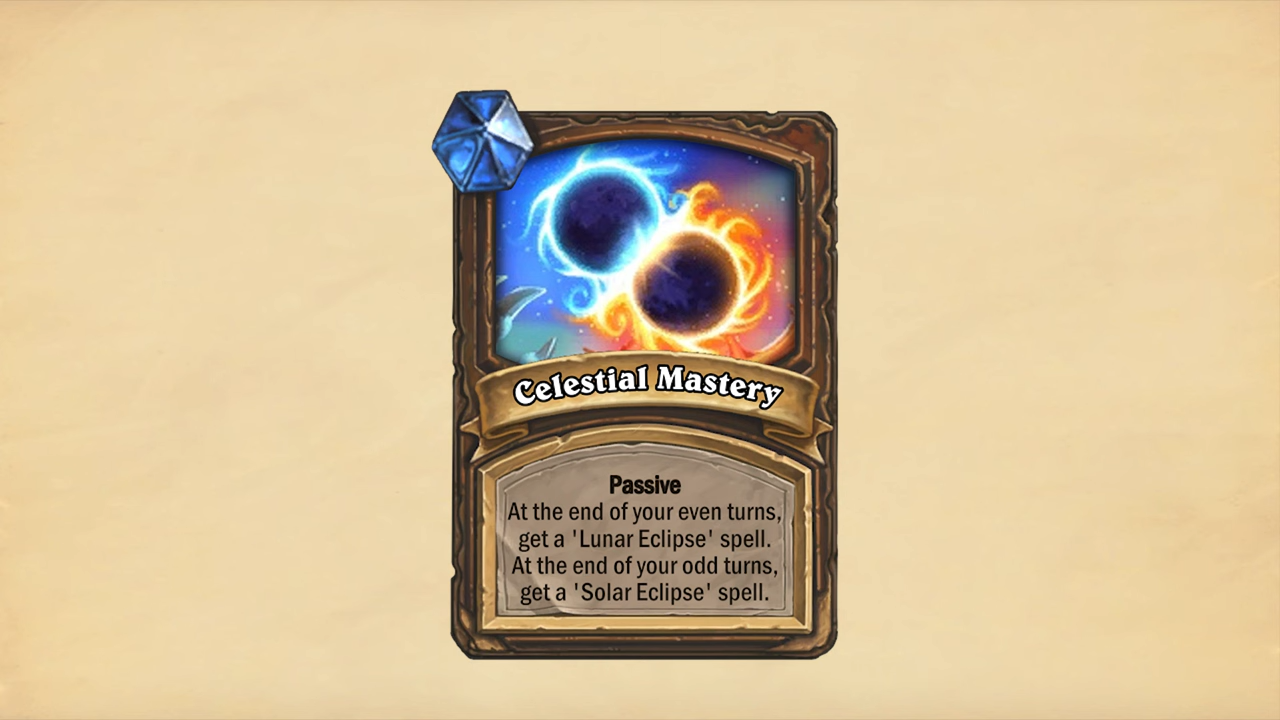 Celestial Mastery
Passive
At the end of your even turns,
get a 'Lunar Eclipse' spell.
At the end of your odd turns,
get a 'Solar Eclipse' spell.